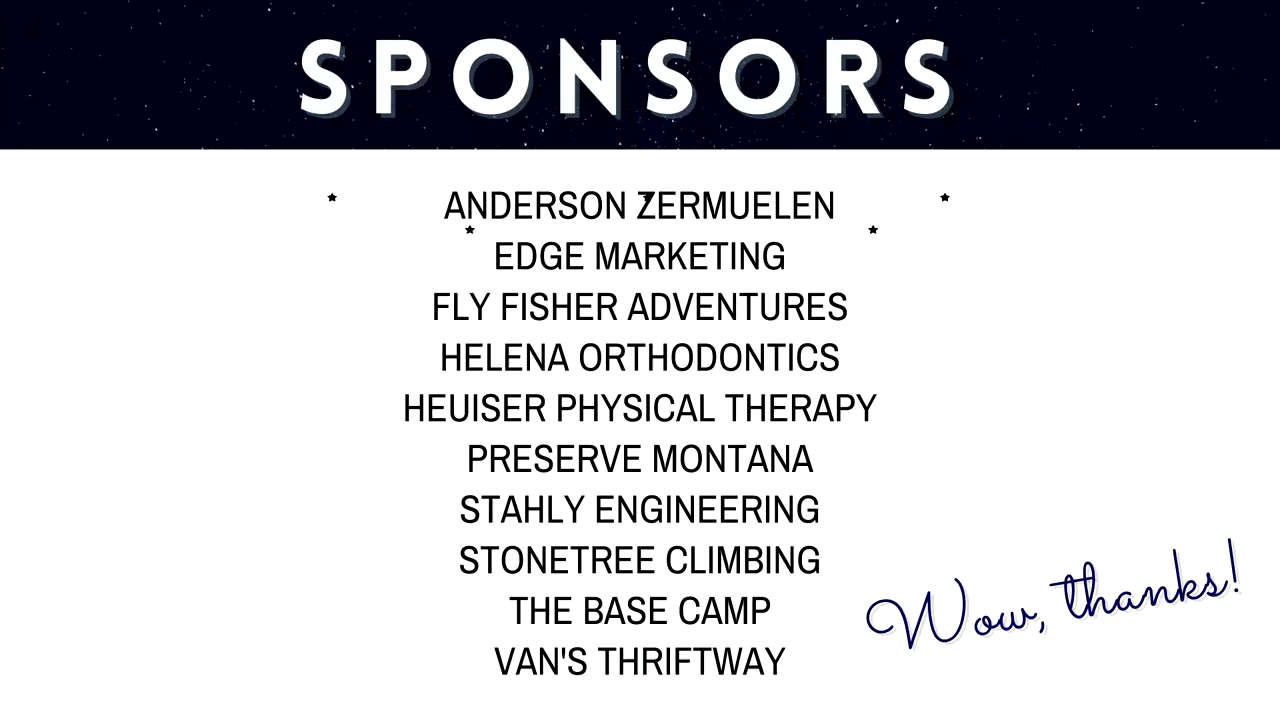 SPONSORS
ANDERSON ZERMUELEN
EDGE MARKETING
FLY FISHER ADVENTURES
HELENA ORTHODONTICS
HEUISER PHYSICAL THERAPY
PRESERVE MONTANA
STAHLY ENGINEERING
STONETREE CLIMBING
THE BASE CAMP
VAN'S THRIFTWAY
Wow, thanks!